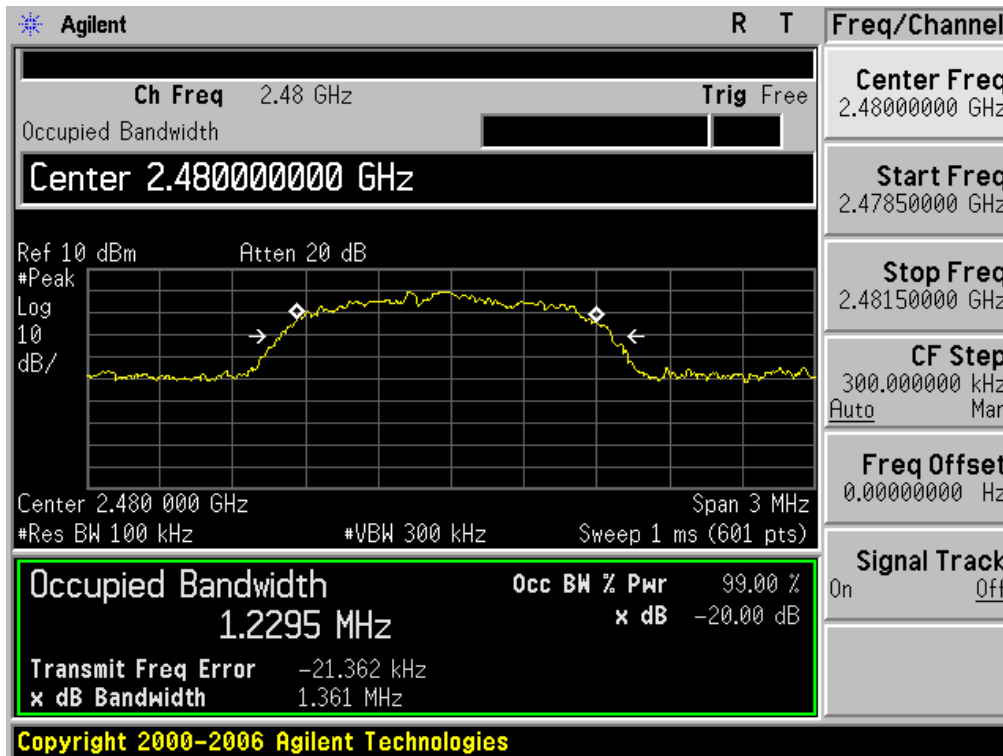 Agilent R T
Freq/Channel
Ch Freq 2.48 GHz Trig Free
Occupied Bandwidth
Center 2.480000000 GHz
Ref 10 dBm Atten 20 dB
#Peak
Log
10
dB/
Center 2.480 000 GHz Span 3 MHz
#Res BW 100 kHz #VBW 300 kHz Sweep 1 ms (601 pts)
Occupied Bandwidth
1.2295 MHz
Occ BW % Pwr 99.00 %
x dB -20.00 dB
Transmit Freq Error -21.362 kHz
x dB Bandwidth 1.361 MHz
Center Freq
2.48000000 GHz
Start Freq
2.47850000 GHz
Stop Freq
2.48150000 GHz
CF Step
300.000000 kHz
Auto Man
Freq Offset
0.00000000 Hz
Signal Track
On Off
Copyright 2000-2006 Agilent Technologies